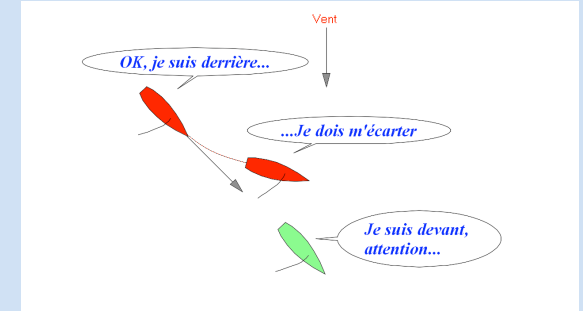 Vent
OK, je suis derrière...
...Je dois m'écarter
Je suis devant,
attention...